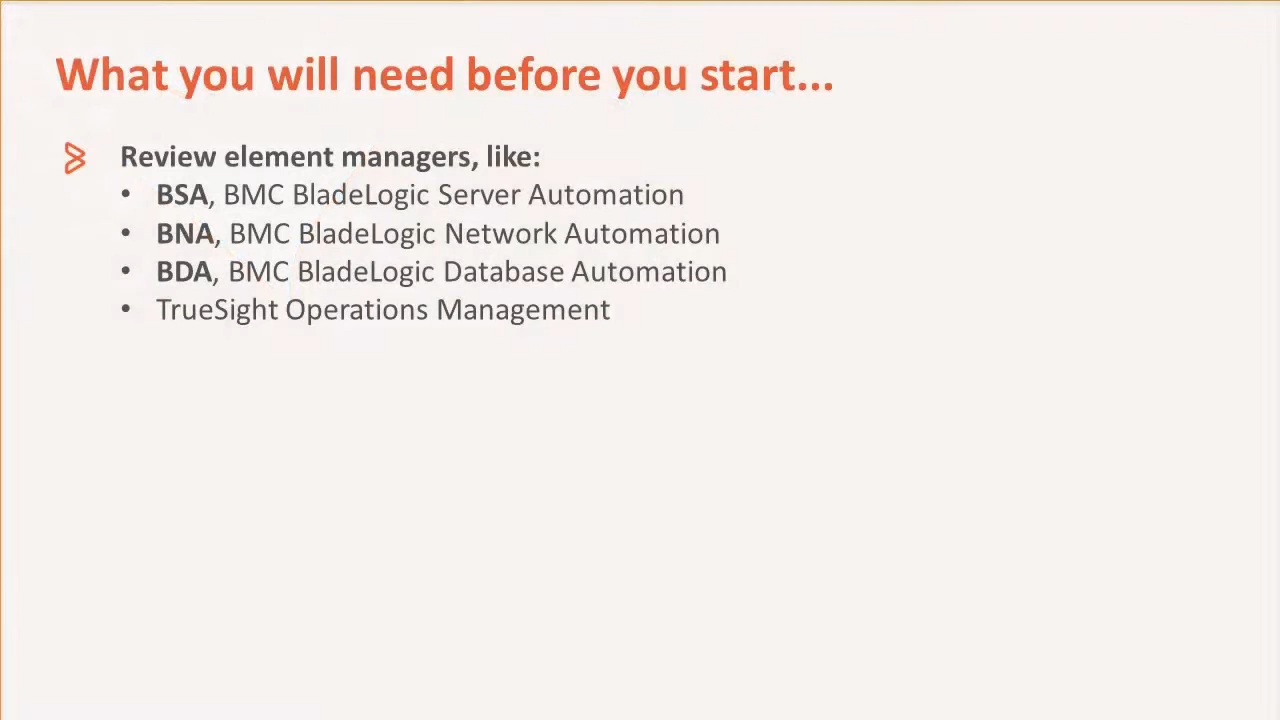 What you will need before you start...
Review element managers, like:
• BSA, BMC BladeLogic Server Automation
• BNA, BMC BladeLogic Network Automation
• BDA, BMC BladeLogic Database Automation
• TrueSight Operations Management